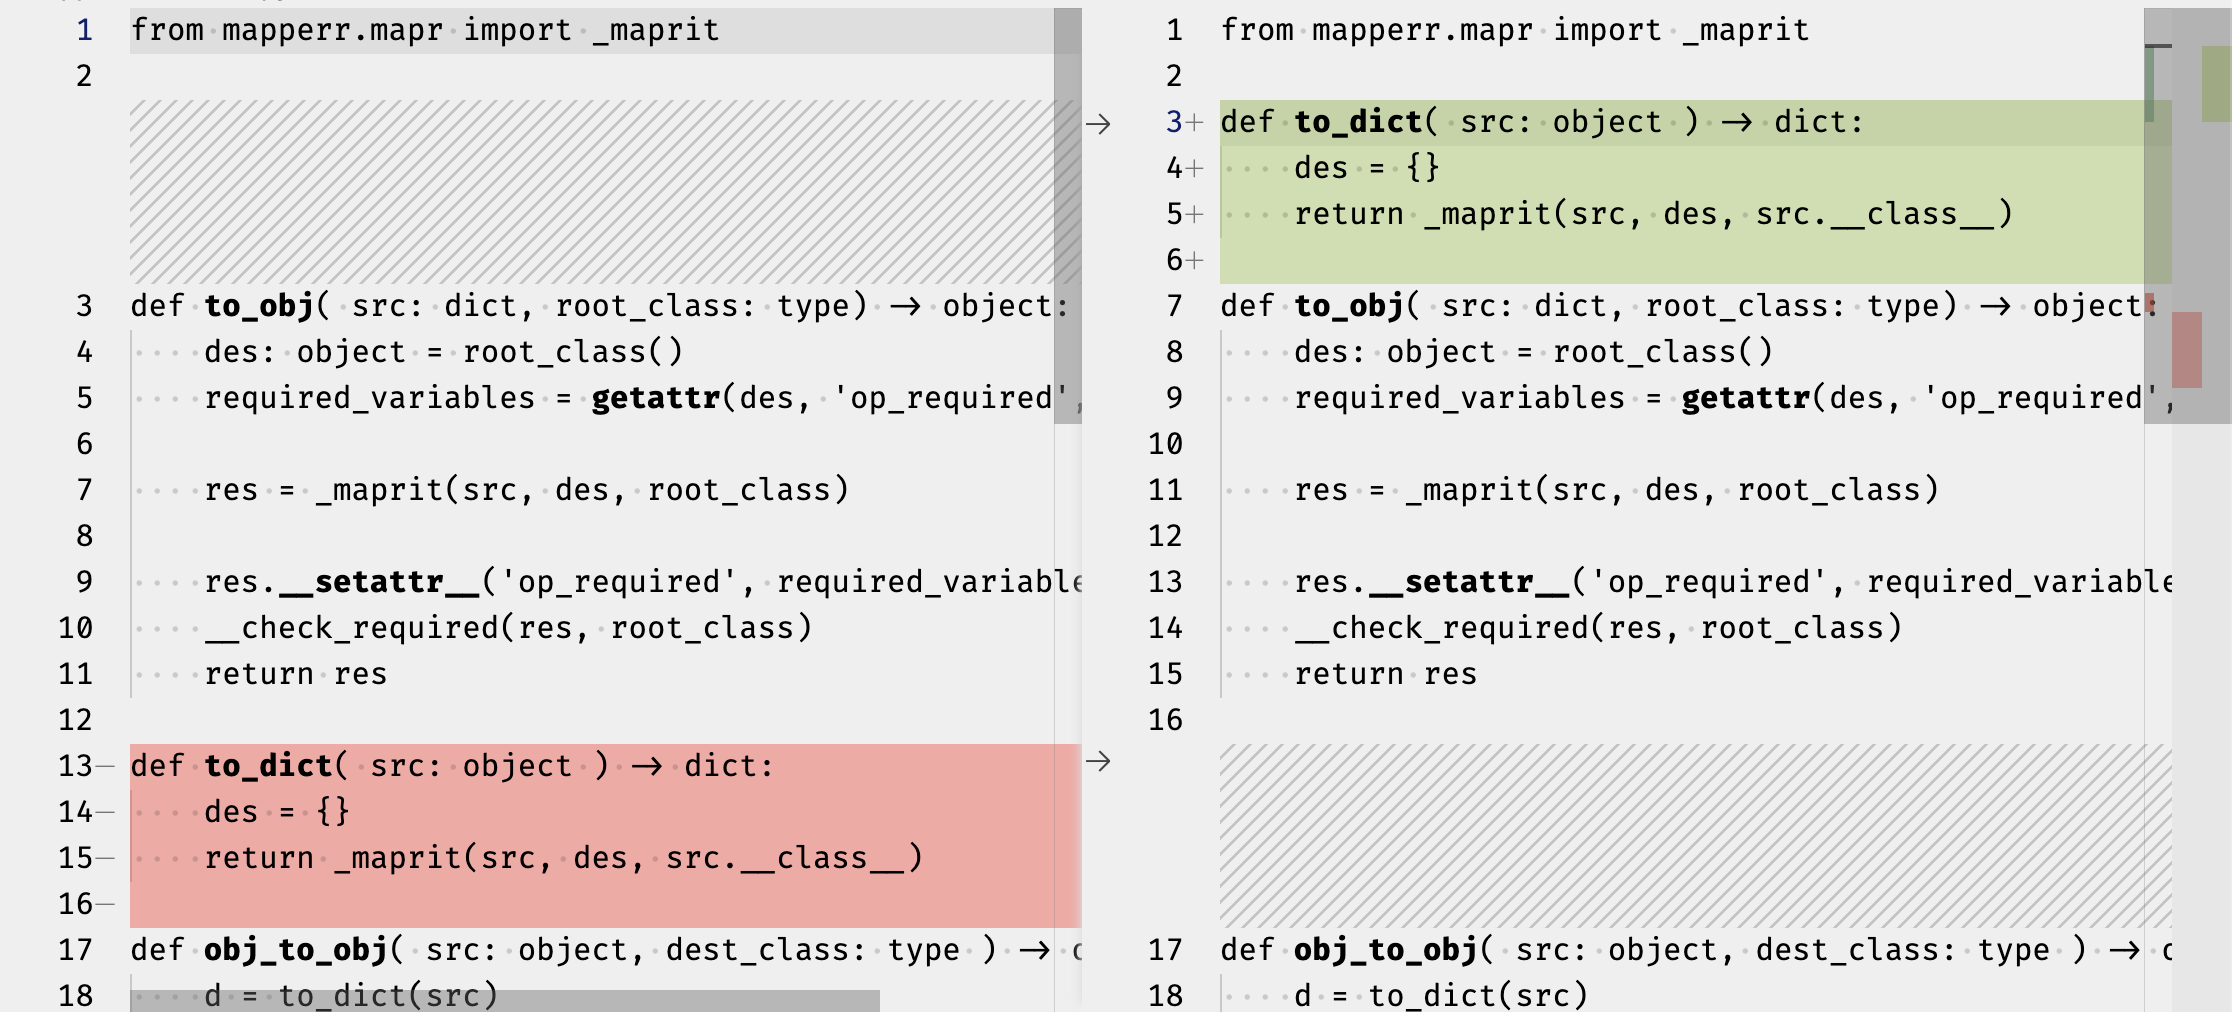 1 from mapperr.mapr import _maprit
2
3 def to_obj( src: dict, root_class: type) → object:
4 des: object = root_class()
5 required_variables = getattr(des, 'op_required',
6
7 res = _maprit(src, des, root_class)
8
9 res.__setattr__('op_required', required_variable
10 __check_required(res, root_class)
11 return res
12
13— def to_dict( src: object ) → dict:
14— des = {}
15— return _maprit(src, des, src.__class__)
16—
17 def obj_to_obj( src: object, dest_class: type ) →
18 d = to_dict(src)
1 from mapperr.mapr import _maprit
2
3+ def to_dict( src: object ) → dict:
4+ des = {}
5+ return _maprit(src, des, src.__class__)
6+
7 def to_obj( src: dict, root_class: type) → object:
8 des: object = root_class()
9 required_variables = getattr(des, 'op_required',
10
11 res = _maprit(src, des, root_class)
12
13 res.__setattr__('op_required', required_variable
14 __check_required(res, root_class)
15 return res
16
17 def obj_to_obj( src: object, dest_class: type ) →
18 d = to_dict(src)